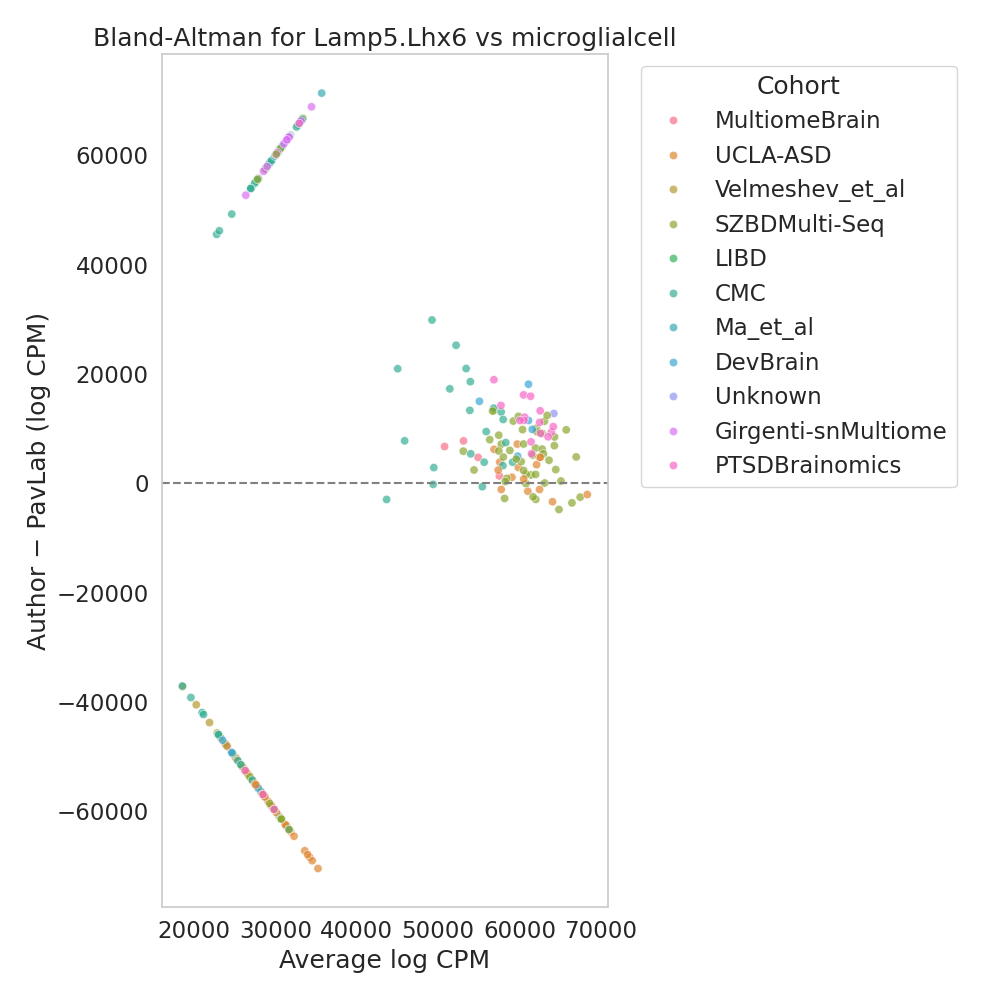 Bland-Altman for Lamp5.Lhx6 vs microglialcell
Author − PavLab (log CPM)
60000
40000
20000
0
−20000
−40000
−60000
20000 30000 40000 50000 60000 70000
Average log CPM
Cohort
MultiomeBrain
UCLA-ASD
Velmeshev_et_al
SZBDMulti-Seq
LIBD
CMC
Ma_et_al
DevBrain
Unknown
Girgenti-snMultiome
PTSDBrainomics